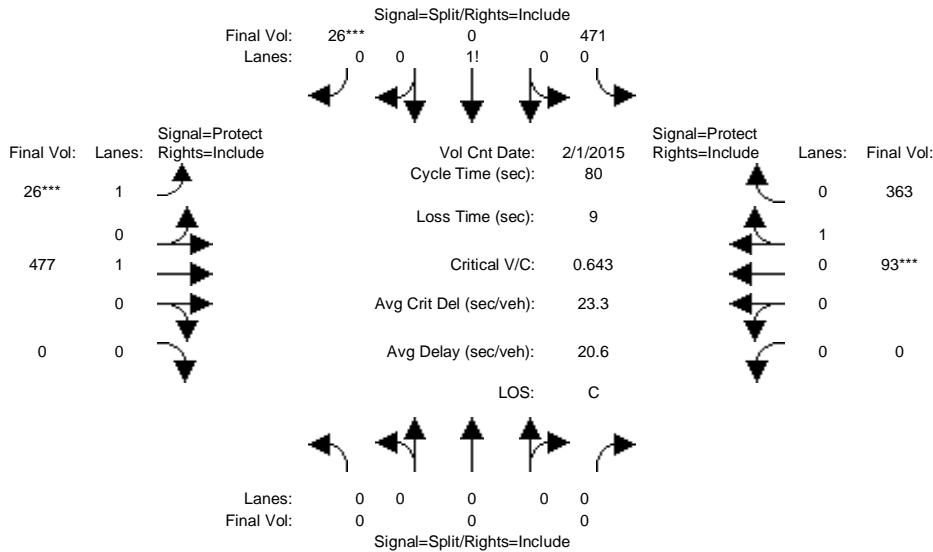 Signal=Split/Rights=Include
Final Vol: 26*** 0 471
Lanes: 0 0 1! 0 0
Signal=Protect Signal=Protect
Final Vol: Lanes: Rights=Include Vol Cnt Date: 2/1/2015 Rights=Include Lanes: Final Vol:
Cycle Time (sec): 80
26*** 1 0 363
Loss Time (sec): 9
0 1
477 1 Critical V/C: 0.643 0 93***
0 Avg Crit Del (sec/veh): 23.3 0
0 0 Avg Delay (sec/veh): 20.6 0 0
LOS: C
Lanes: 0 0 0 0 0
Final Vol: 0 0 0
Signal=Split/Rights=Include